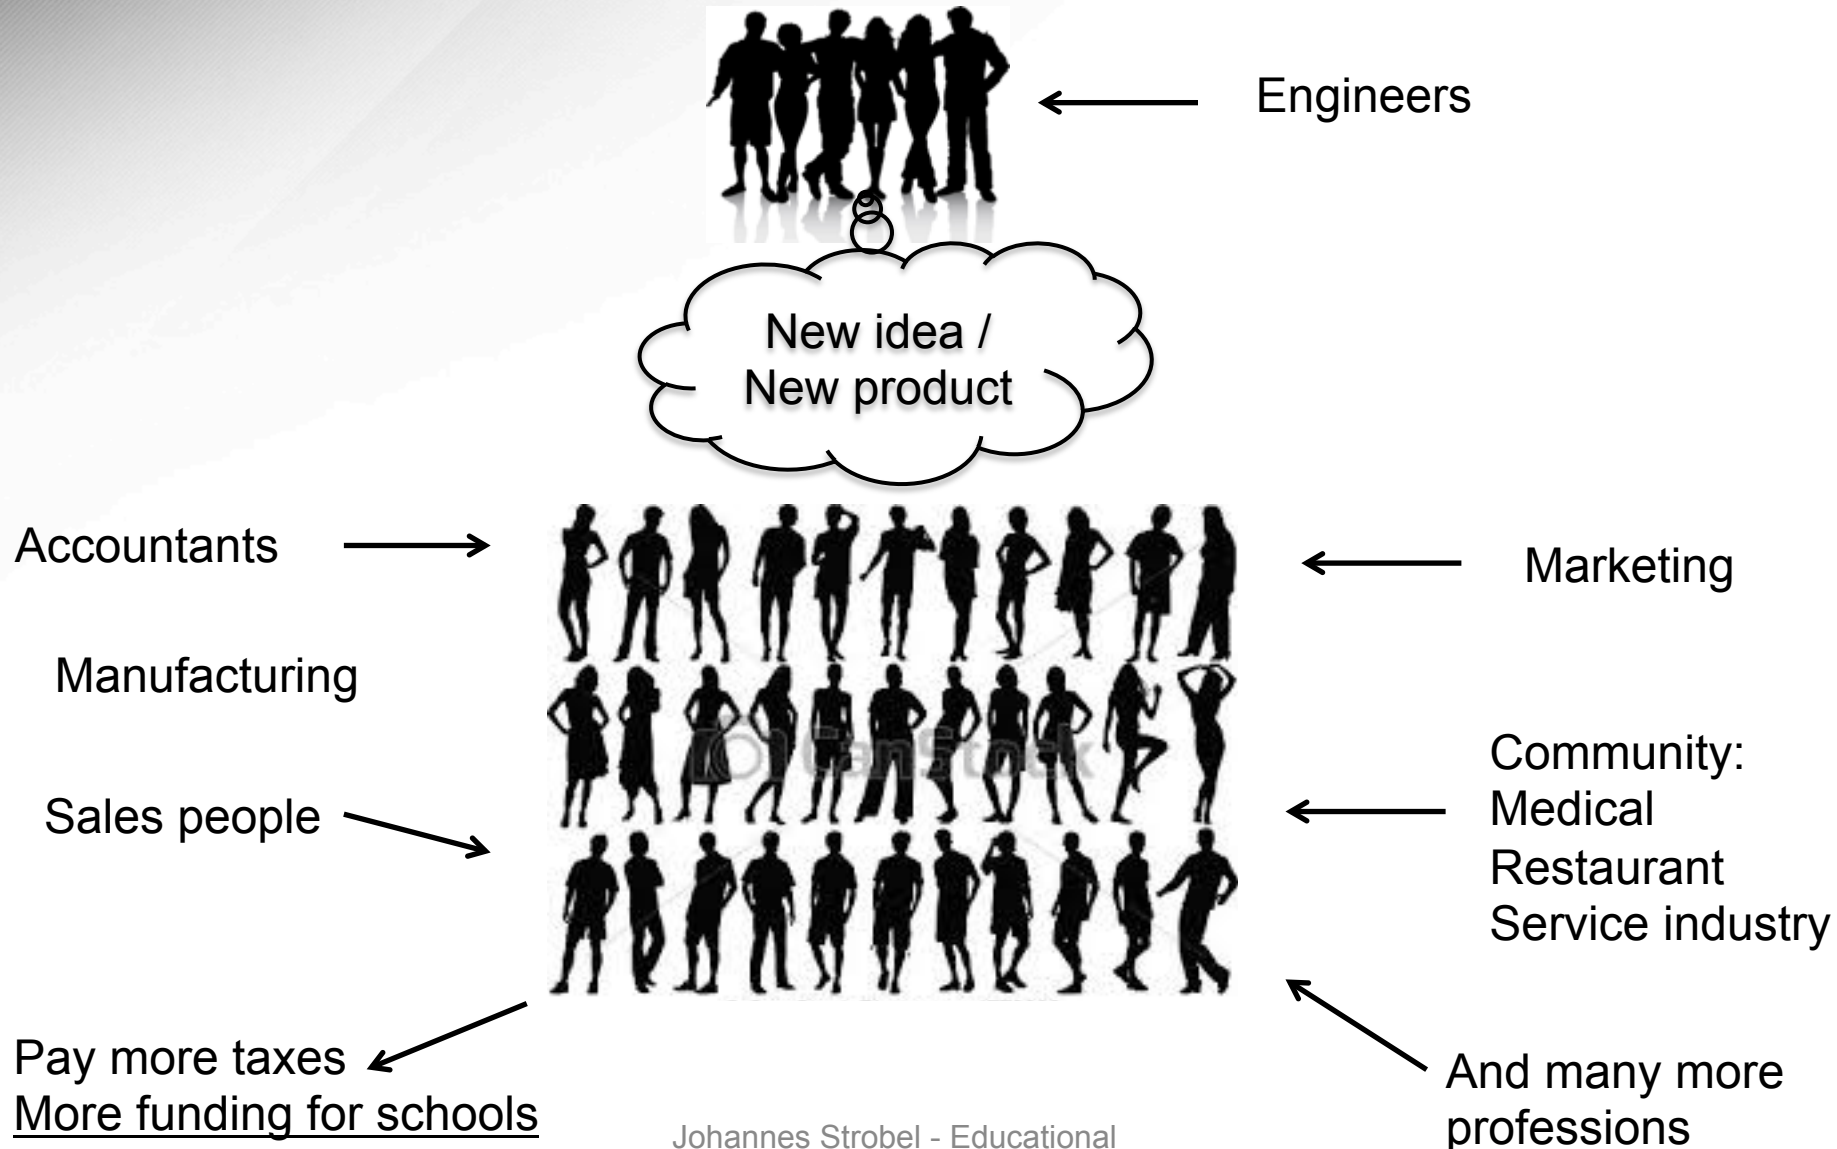 Engineers
New idea /
New product
Accountants
Marketing
Manufacturing
CanStock
Community:
Medical
Restaurant
Service industry
Sales people
Pay more taxes
More funding for schools
And many more
professions
Johannes Strobel - Educational